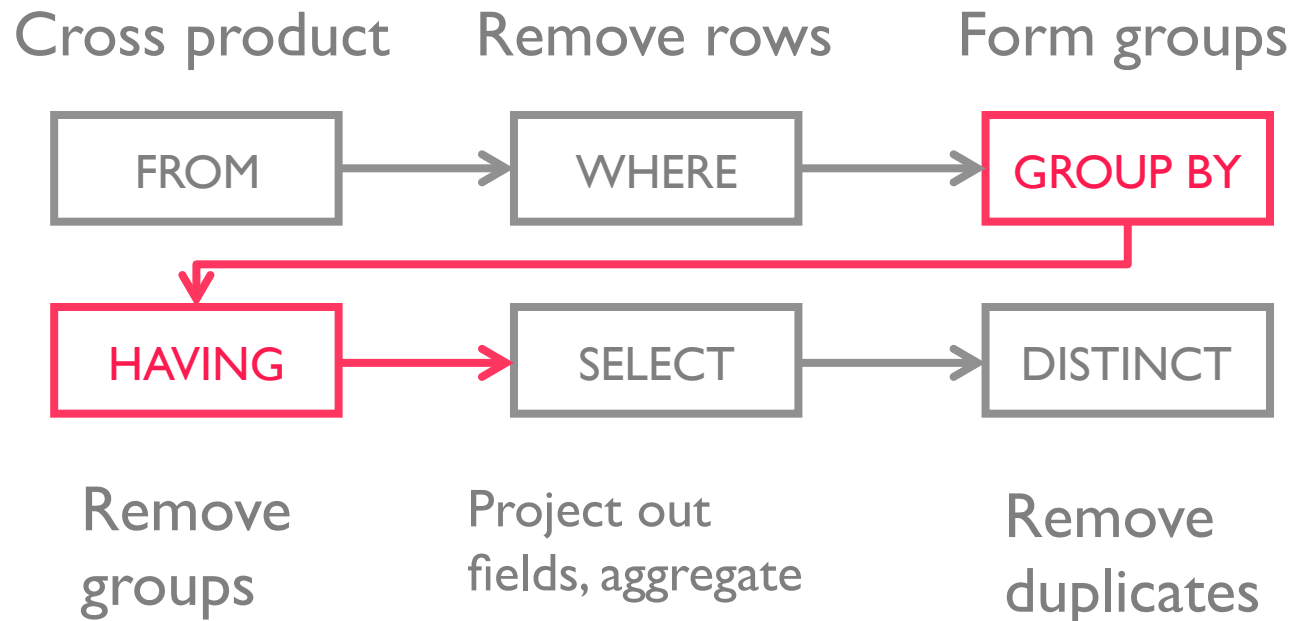 Cross product
Remove rows
Form groups
FROM
WHERE
GROUP BY
HAVING
SELECT
DISTINCT
Remove
groups
Project out
fields, aggregate
Remove
duplicates